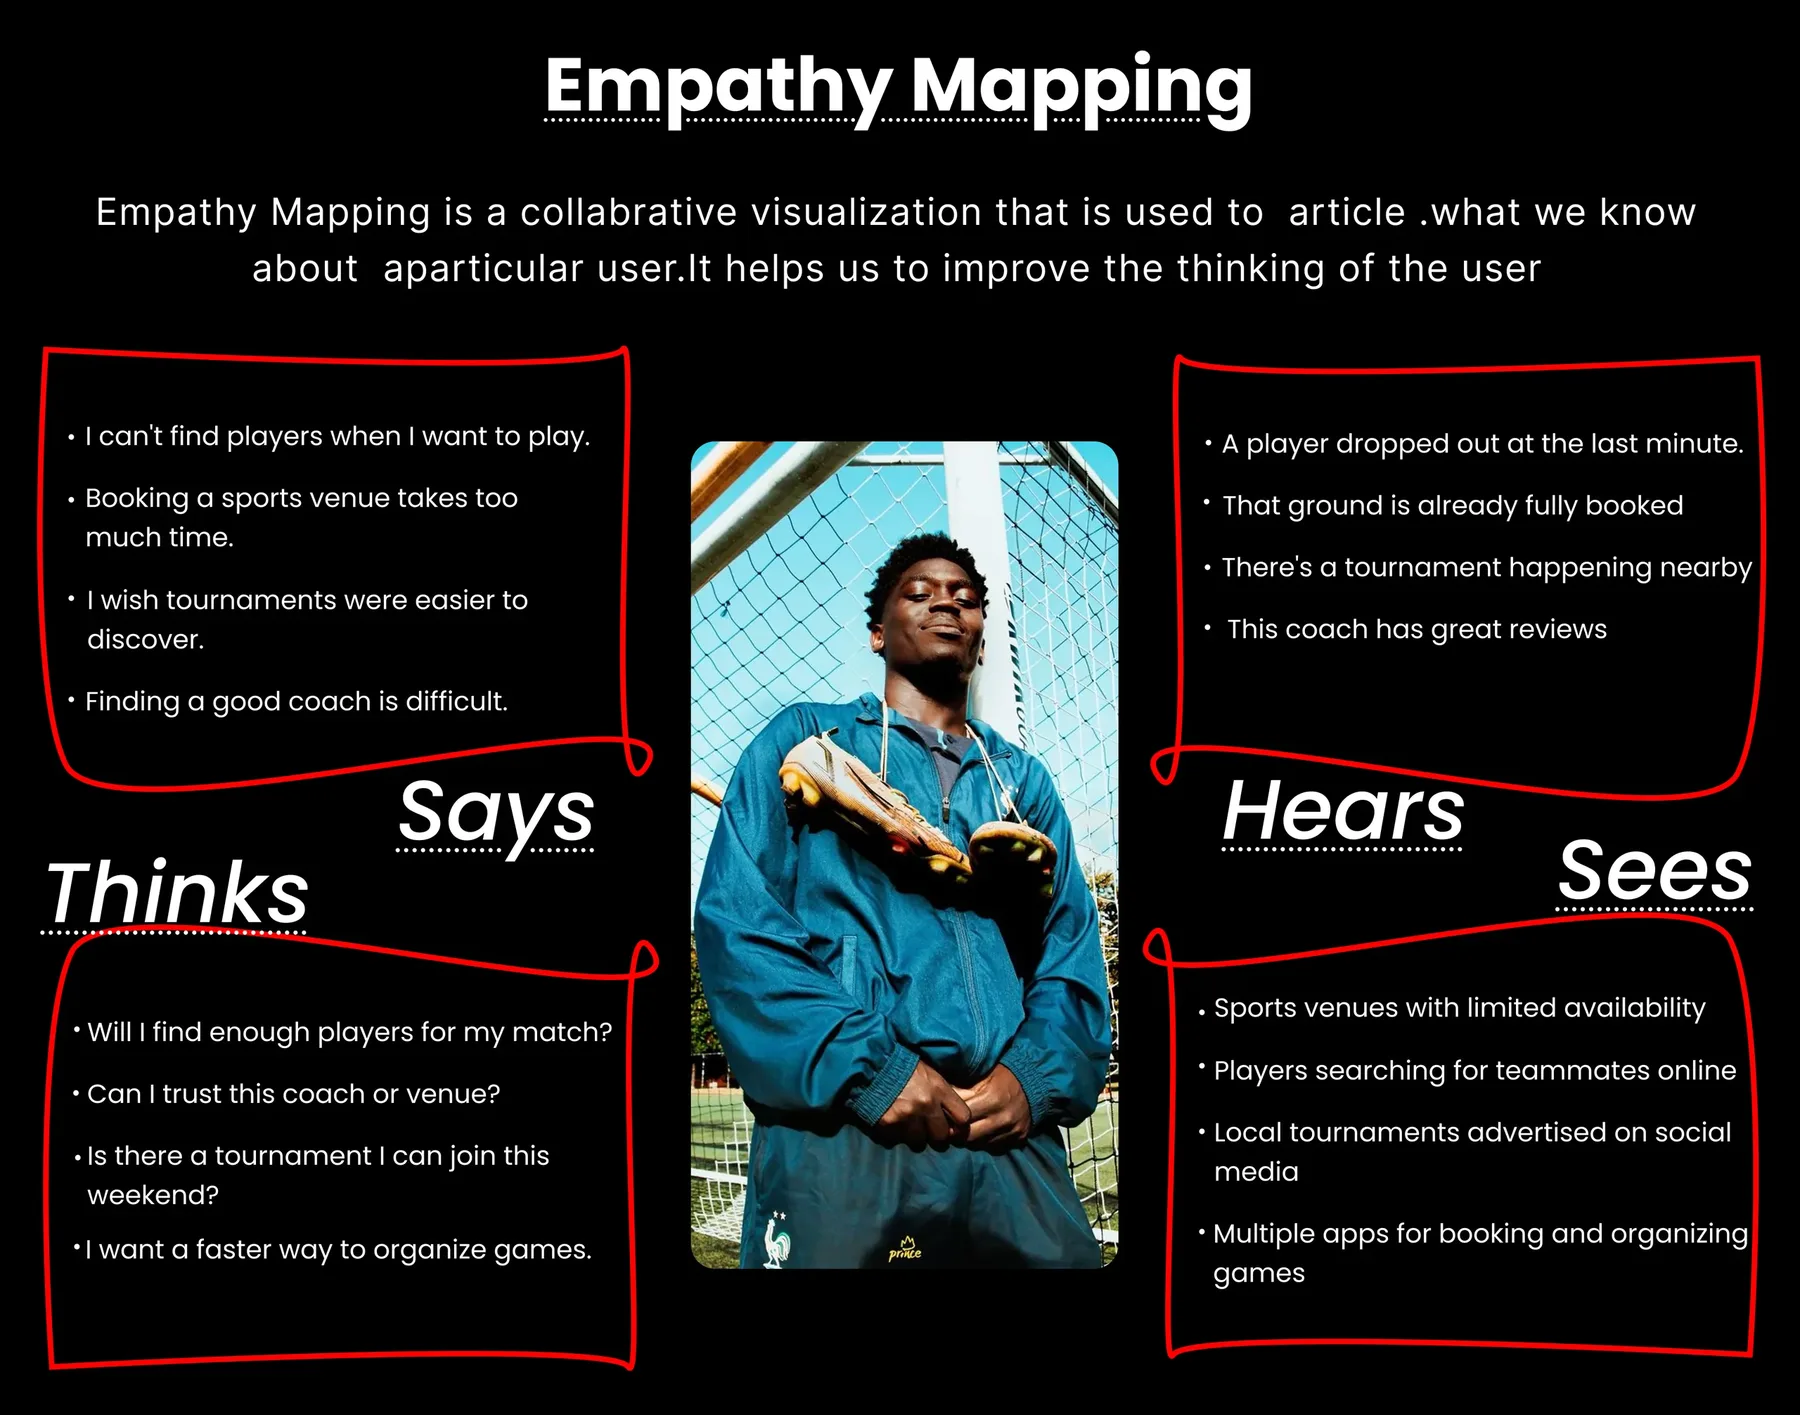 Empathy Mapping
Empathy Mapping is a collabrative visualization that is used to  article .what we know
about  aparticular user.It helps us to improve the thinking of the user
• I can't find players when I want to play.
• Booking a sports venue takes too
much time.
• I wish tournaments were easier to
discover.
• Finding a good coach is difficult.
Says
• A player dropped out at the last minute.
• That ground is already fully booked
• There's a tournament happening nearby
• This coach has great reviews
Hears
Thinks
• Will I find enough players for my match?
• Can I trust this coach or venue?
• Is there a tournament I can join this
weekend?
• I want a faster way to organize games.
Sees
• Sports venues with limited availability
• Players searching for teammates online
• Local tournaments advertised on social
media
• Multiple apps for booking and organizing
games
prince